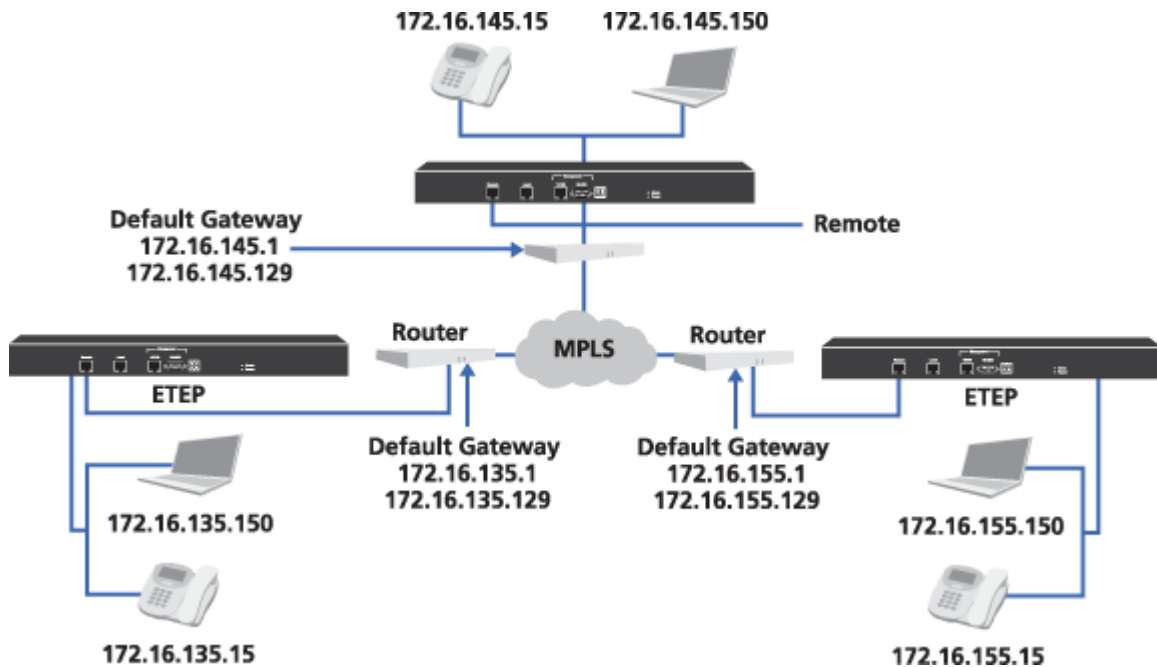 172.16.145.15
172.16.145.150
Default Gateway
172.16.145.1
172.16.145.129
Remote
Router
MPLS
Router
ETEP
ETEP
Default Gateway
172.16.135.1
172.16.135.129
Default Gateway
172.16.155.1
172.16.155.129
172.16.135.150
172.16.155.150
172.16.135.15
172.16.155.15